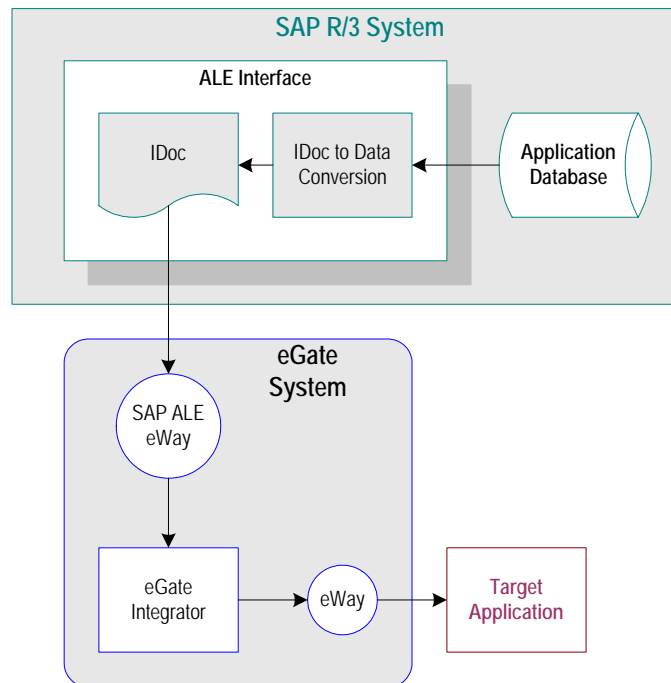 SAP R/3 System
ALE Interface
IDoc
IDoc to Data
Conversion
Application
Database
eGate
System
SAP ALE
eWay
eGate
Integrator
eWay
Target
Application